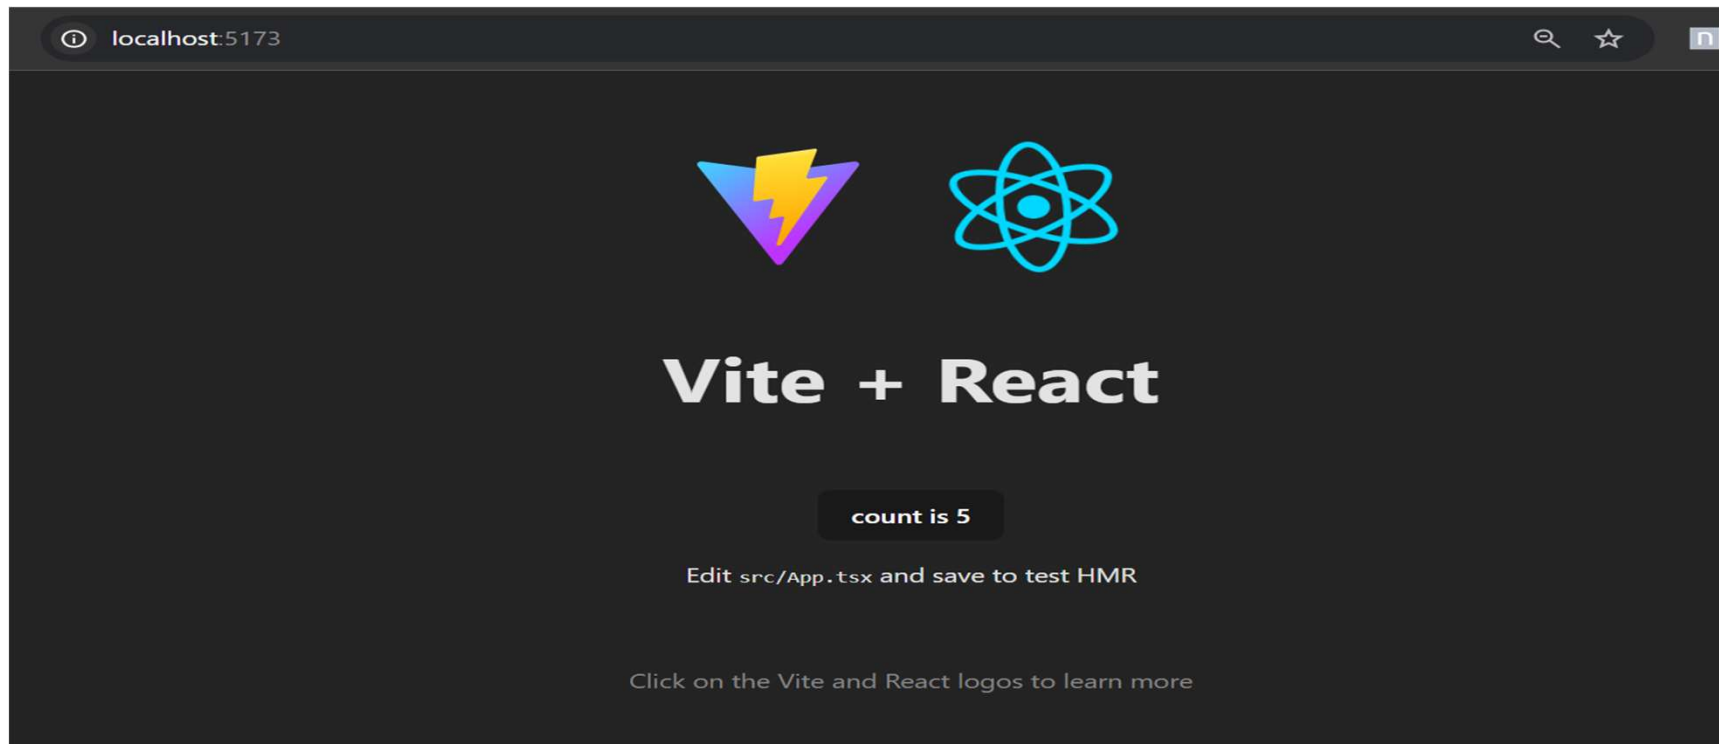 localhost:5173
n
Vite + React
count is 5
Edit src/App.tsx and save to test HMR
Click on the Vite and React logos to learn more